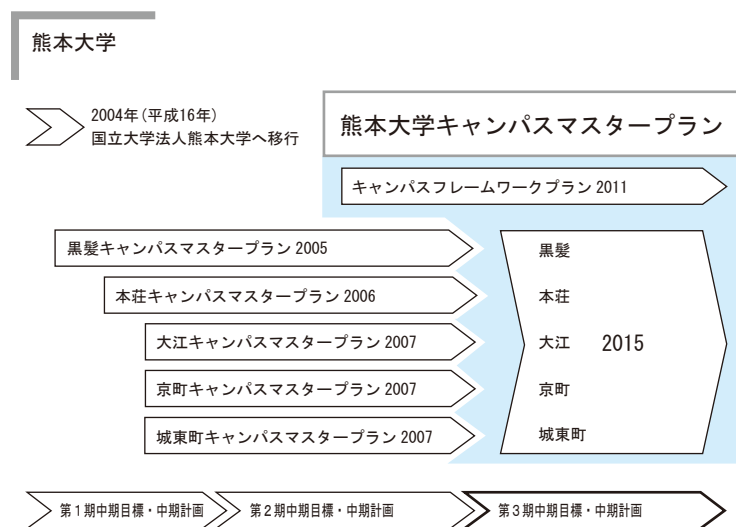 熊本大学
2004年(平成16年)
国立大学法人熊本大学へ移行
熊本大学キャンパスマスタープラン
キャンパスフレームワークプラン 2011
黒髪キャンパスマスタープラン 2005
本荘キャンパスマスタープラン 2006
大江キャンパスマスタープラン 2007
京町キャンパスマスタープラン 2007
城東町キャンパスマスタープラン 2007
黒髪
本荘
大江 2015
京町
城東町
第1期中期目標・中期計画
第2期中期目標・中期計画
第3期中期目標・中期計画